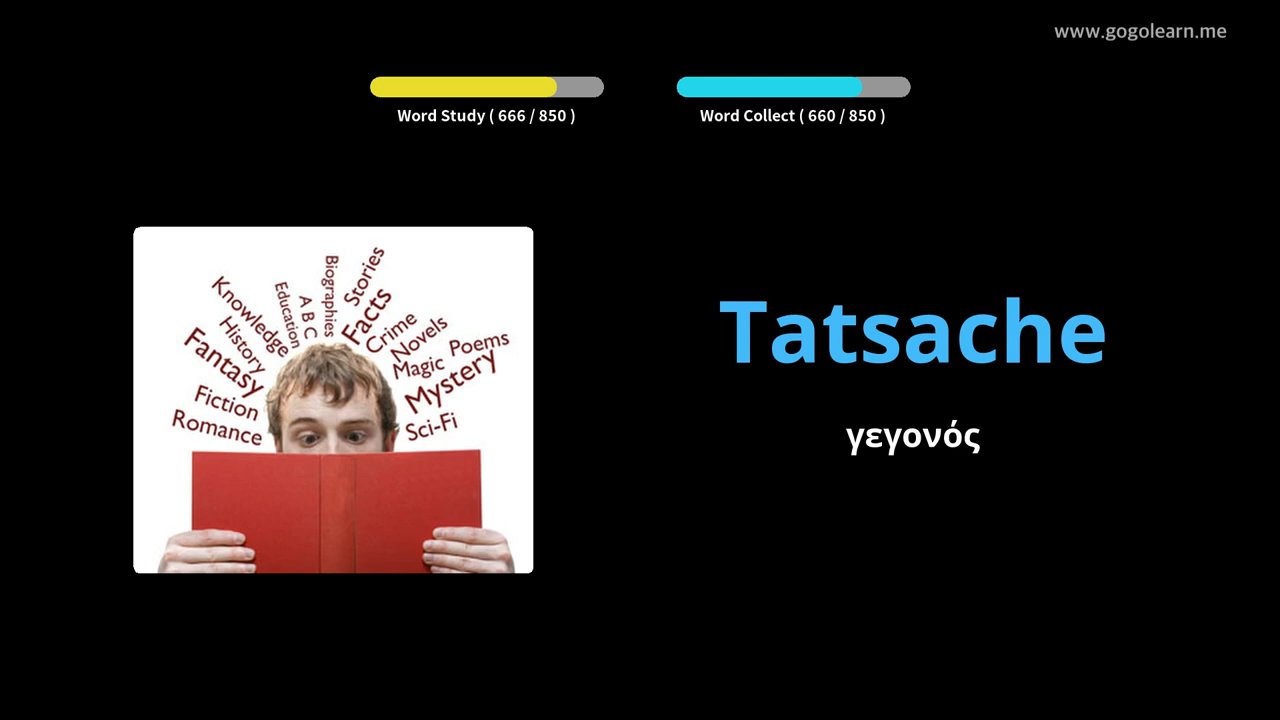 www.gogolearn.me
Word Study ( 666 / 850 )
Word Collect ( 660 / 850 )
Biographies
Stories
Facts
Knowledge
Education
A B C
Crime
History
Novels
Fantasy
Magic
Poems
Mystery
Fiction
Romance
Sci-Fi
Tatsache
γεγονός